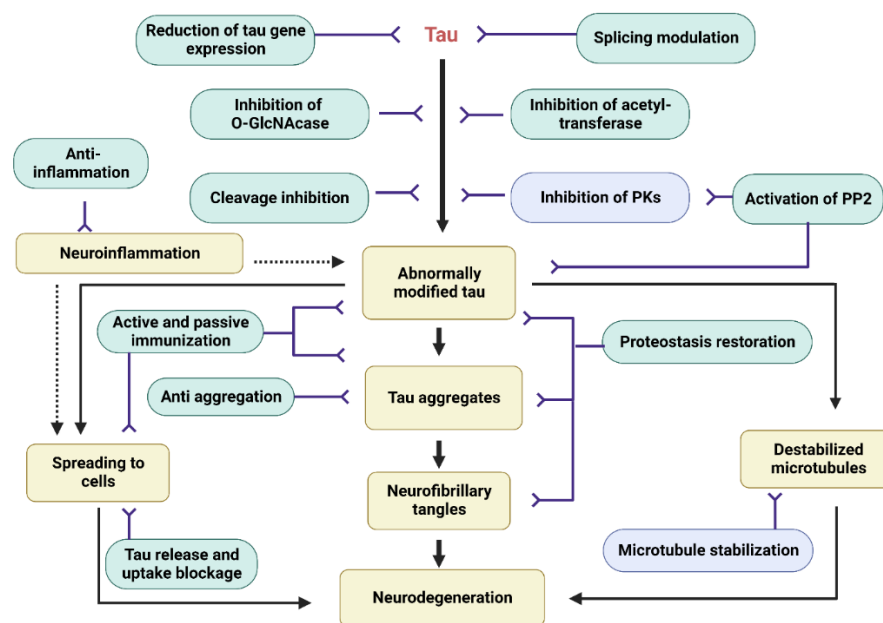 Reduction of tau gene
expression
Tau
Splicing modulation
Inhibition of
O-GlcNAcase
Inhibition of acetyl-
transferase
Anti-
inflammation
Cleavage inhibition
Inhibition of PKs
Activation of PP2
Neuroinflammation
Abnormally
modified tau
Active and passive
immunization
Proteostasis restoration
Anti aggregation
Tau aggregates
Spreading to
cells
Destabilized
microtubules
Neurofibrillary
tangles
Tau release and
uptake blockage
Microtubule stabilization
Neurodegeneration